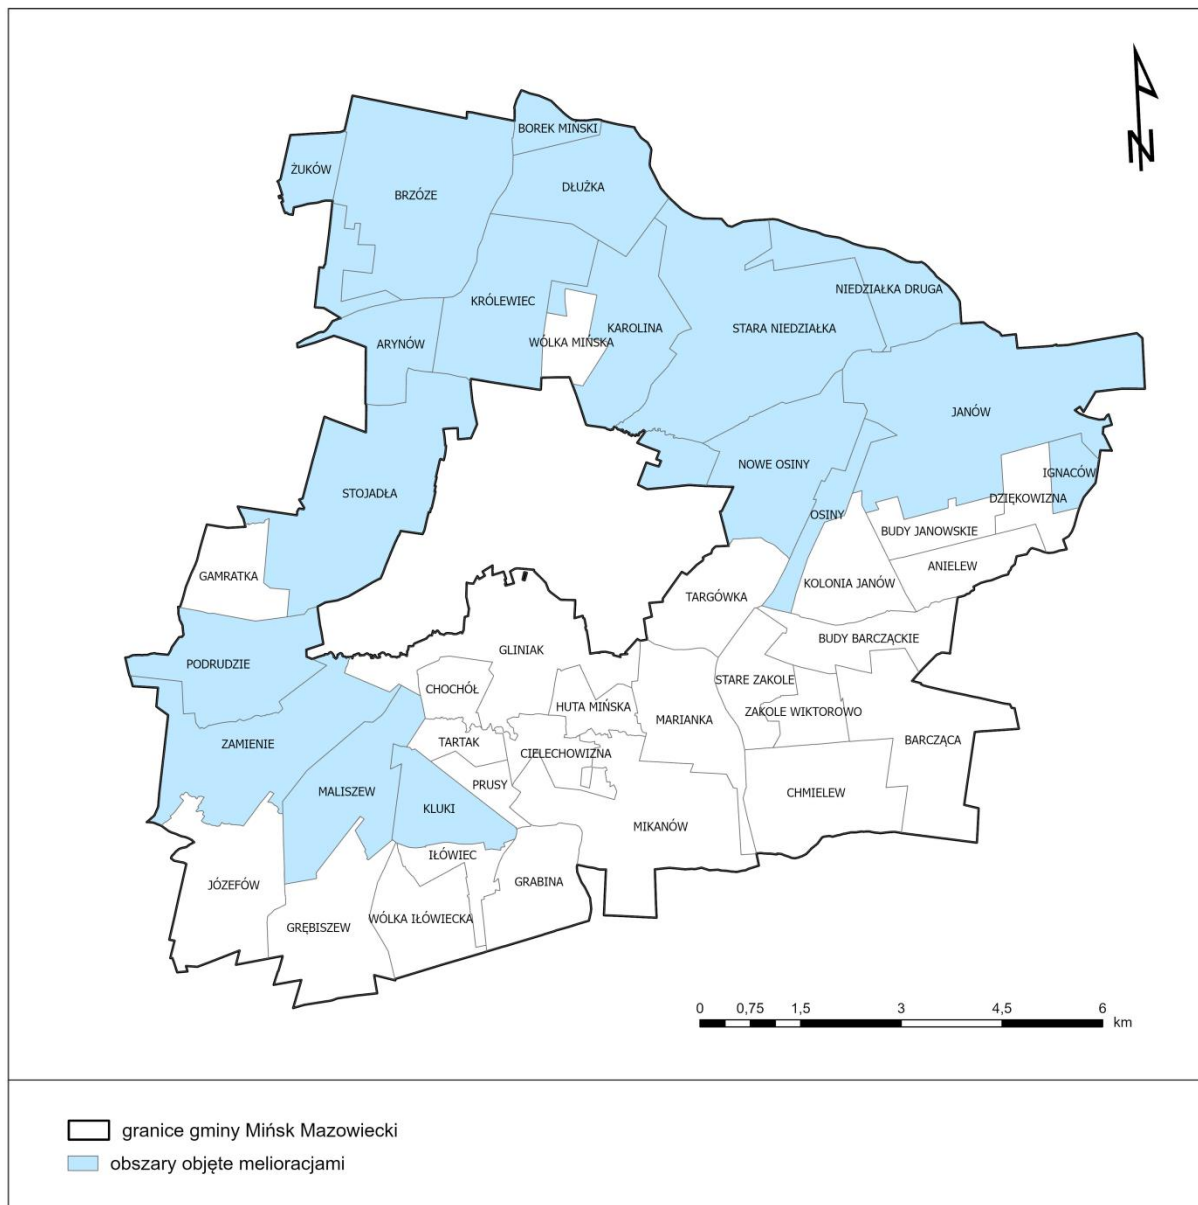 BOREK MIŃSKI
ŻUKÓW
DŁUŻKA
BRZÓZE
NIEDZIAŁKA DRUGA
KRÓLEWIEC
KAROLINA
STARA NIEDZIAŁKA
WÓLKA MIŃSKA
ARYNÓW
JANÓW
NOWE OSINY
IGNACÓW
STOJADŁA
DZIĘKOWIZNA
OSINY
BUDY JANOWSKIE
ANIELEW
GAMRATKA
KOLONIA JANÓW
TARGÓWKA
BUDY BARCZĄCKIE
GLINIAK
PODRUDZIE
STARE ZAKOLE
CHOCHÓŁ
HUTA MIŃSKA
ZAKOLE WIKTOROWO
MARIANKA
BARCZĄCA
ZAMIENIE
TARTAK
CIELECHOWIZNA
PRUSY
MALISZEW
CHMIELEW
KLUKI
MIKANÓW
IŁÓWIEC
GRABINA
JÓZEFÓW
WÓLKA IŁÓWIECKA
GRĘBISZEW
N
0 0,75 1,5 3 4,5 6
km
granice gminy Mińsk Mazowiecki
obszary objęte melioracjami